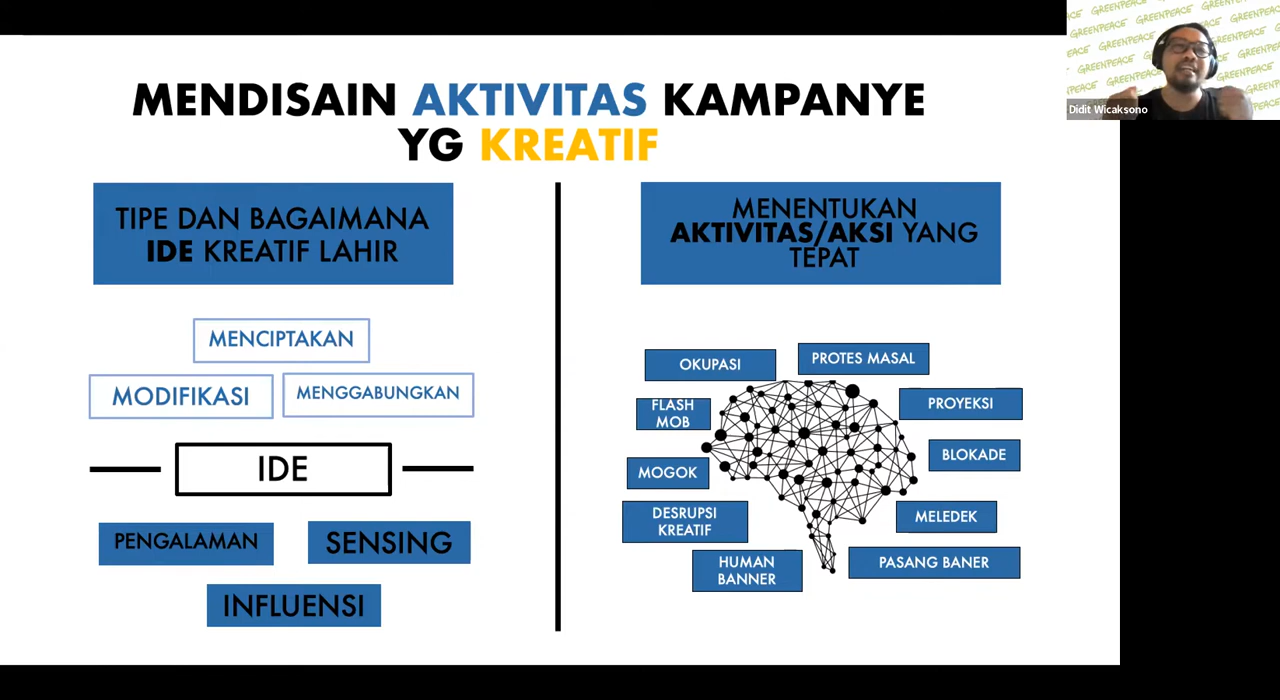 MENDISAIN AKTIVITAS KAMPANYE
YG KREATIF
TIPE DAN BAGAIMANA
IDE KREATIF LAHIR
MENCIPTAKAN
MODIFIKASI
MENGGABUNGKAN
IDE
PENGALAMAN
SENSING
INFLUENSI
MENENTUKAN
AKTIVITAS/AKSI YANG
TEPAT
OKUPASI
PROTES MASAL
FLASH
MOB
PROYEKSI
MOGOK
BLOKADE
DESRUPSI
KREATIF
MELEDEK
HUMAN
BANNER
PASANG BANER
GREENPEACE GREENPEACE
GREENPEACE
Didit Wicaksono